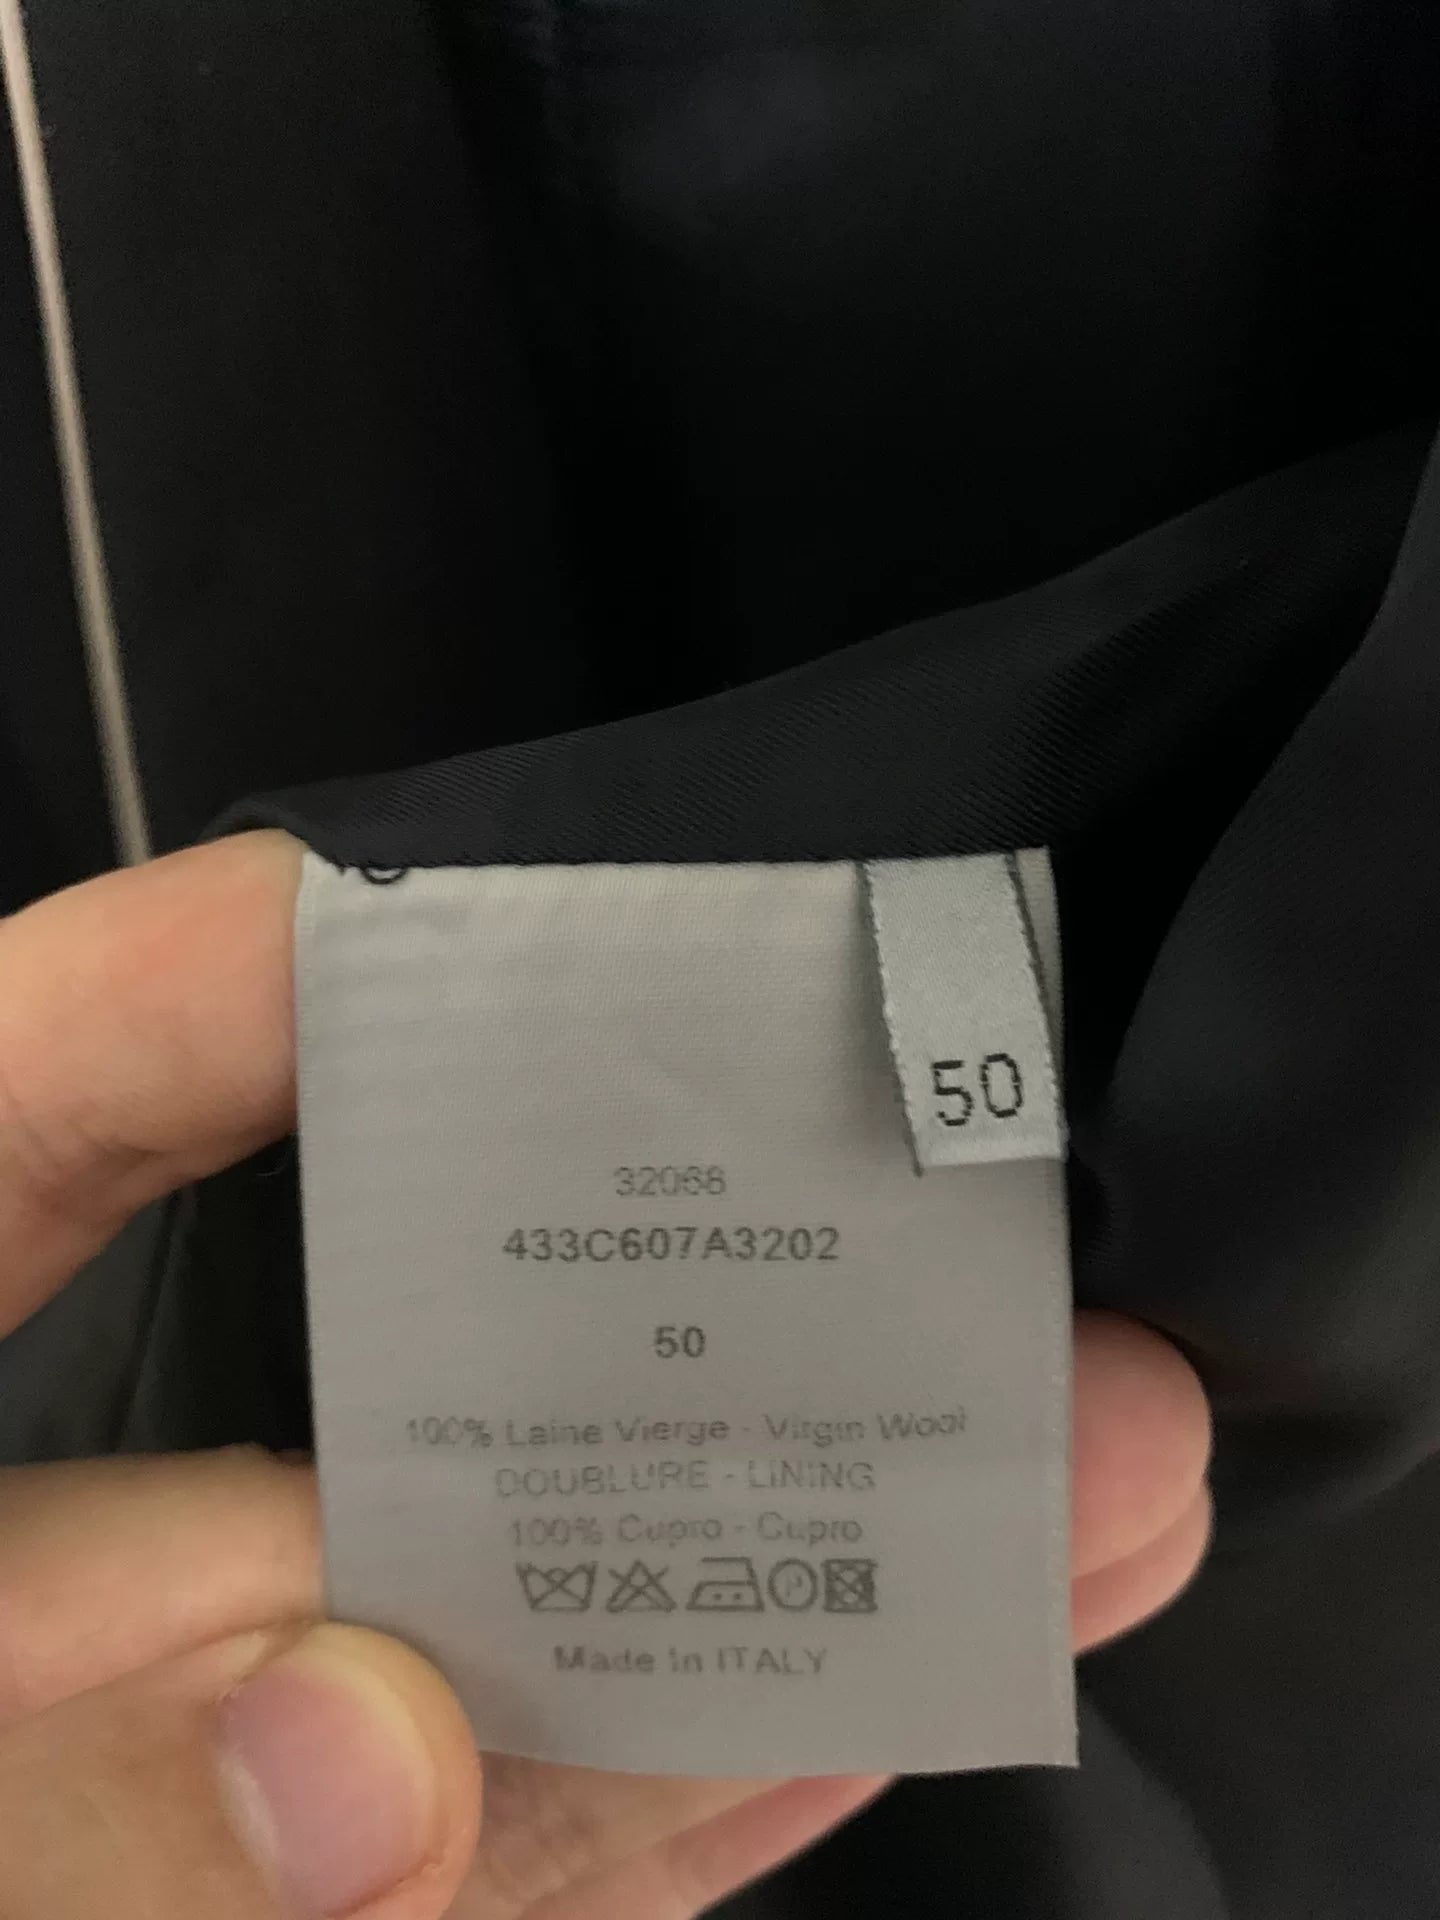 50
32068
433C607A3202
50
100% Laine Vierge - Virgin Wool
DOUBLURE - LINING
100% Cupro - Cupro
P
Made in ITALY